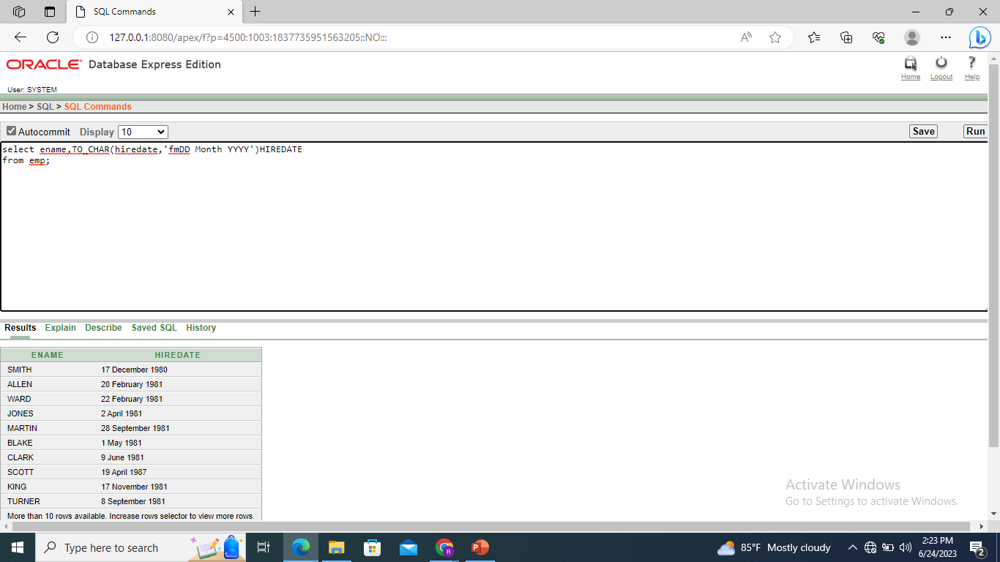 SQL Commands
127.0.0.1:8080/apex/f?p=4500:1003:1837735951563205::NO:::
ORACLE Database Express Edition
Home Logout Help
User: SYSTEM
Home > SQL > SQL Commands
Autocommit Display 10 Save Run
select ename,TO_CHAR(hiredate,'fmDD Month YYYY')HIREDATE
from emp;
Results Explain Describe Saved SQL History
ENAME HIREDATE
SMITH 17 December 1980
ALLEN 20 February 1981
WARD 22 February 1981
JONES 2 April 1981
MARTIN 28 September 1981
BLAKE 1 May 1981
CLARK 9 June 1981
SCOTT 19 April 1987
KING 17 November 1981
TURNER 8 September 1981
More than 10 rows available. Increase rows selector to view more rows.
Activate Windows
Go to Settings to activate Windows.
Type here to search
85°F Mostly cloudy
2:23 PM
6/24/2023
2